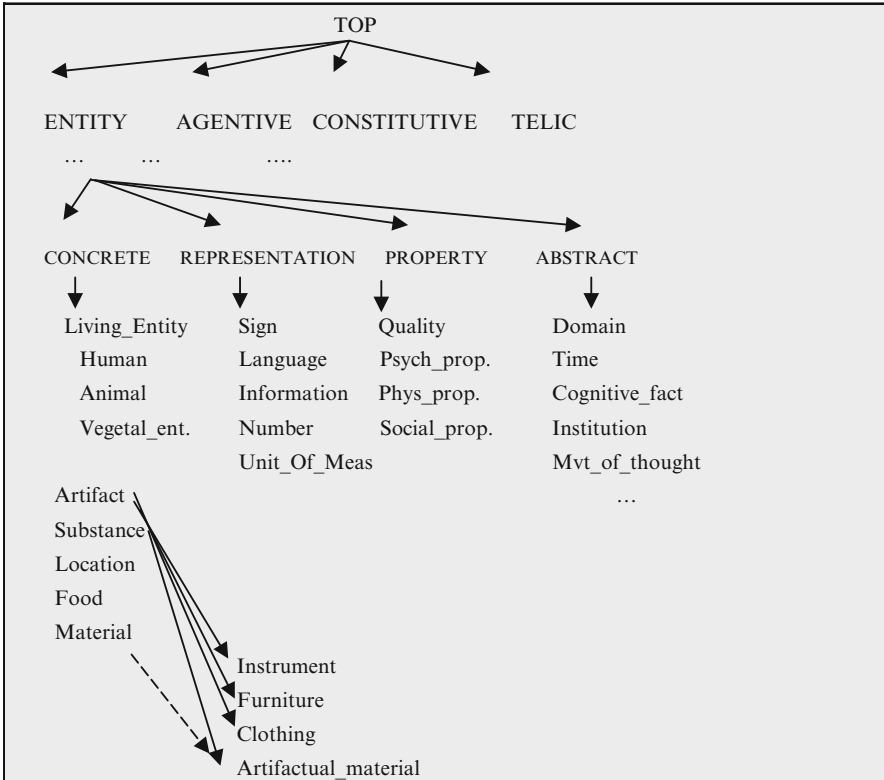 TOP
ENTITY AGENTIVE CONSTITUTIVE TELIC
… … ….
CONCRETE REPRESENTATION PROPERTY ABSTRACT
Living_Entity Sign Quality Domain
Human Language Psych_prop. Time
Animal Information Phys_prop. Cognitive_fact
Vegetal_ent. Number Social_prop. Institution
Unit_Of_Meas Mvt_of_thought
Artifact …
Substance
Location
Food
Material
Instrument
Furniture
Clothing
Artifactual_material